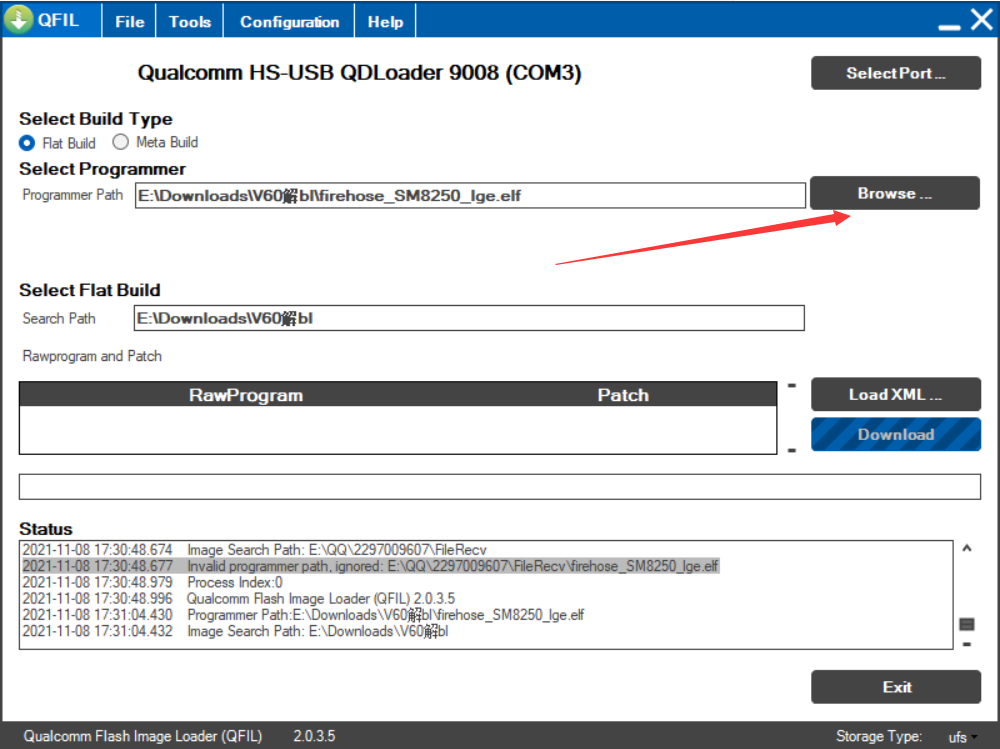 QFIL File Tools Configuration Help
Qualcomm HS-USB QDLoader 9008 (COM3)
SelectPort...
Select Build Type
Flat Build Meta Build
Select Programmer
Programmer Path E:\Downloads\V60解bl\firehose_SM8250_lge.elf Browse ...
Select Flat Build
Search Path E:\Downloads\V60解bl
Rawprogram and Patch
RawProgram Patch
Load XML ...
Download
Status
2021-11-08 17:30:48.674 Image Search Path: E:\QQ\2297009607\FileRecv
2021-11-08 17:30:48.677 Invalid programmer path, ignored: E:\QQ\2297009607\FileRecv\firehose_SM8250_lge.elf
2021-11-08 17:30:48.979 Process Index:0
2021-11-08 17:30:48.996 Qualcomm Flash Image Loader (QFIL) 2.0.3.5
2021-11-08 17:31:04.430 Programmer Path:E:\Downloads\V60解bl\firehose_SM8250_lge.elf
2021-11-08 17:31:04.432 Image Search Path: E:\Downloads\V60解bl
Exit
Qualcomm Flash Image Loader (QFIL) 2.0.3.5 Storage Type: ufs